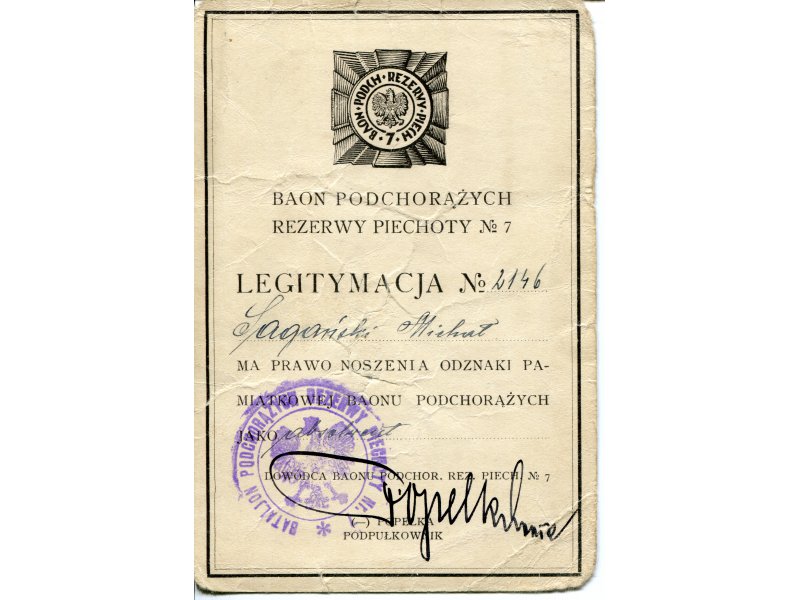 BAON · PODCH · REZERWY · PIECH · 7 ·
BAON PODCHORĄŻYCH
REZERWY PIECHOTY № 7
LEGITYMACJA № 2146
Sagański Michał
MA PRAWO NOSZENIA ODZNAKI PA-
MIĄTKOWEJ BAONU PODCHORĄŻYCH
JAKO absolwent
BATALJON PODCHORĄŻYCH REZERWY PIECHOTY Nr.
DOWÓDCA BAONU PODCHOR. REZ. PIECH. № 7
(—) POPEŁKA
PODPUŁKOWNIK